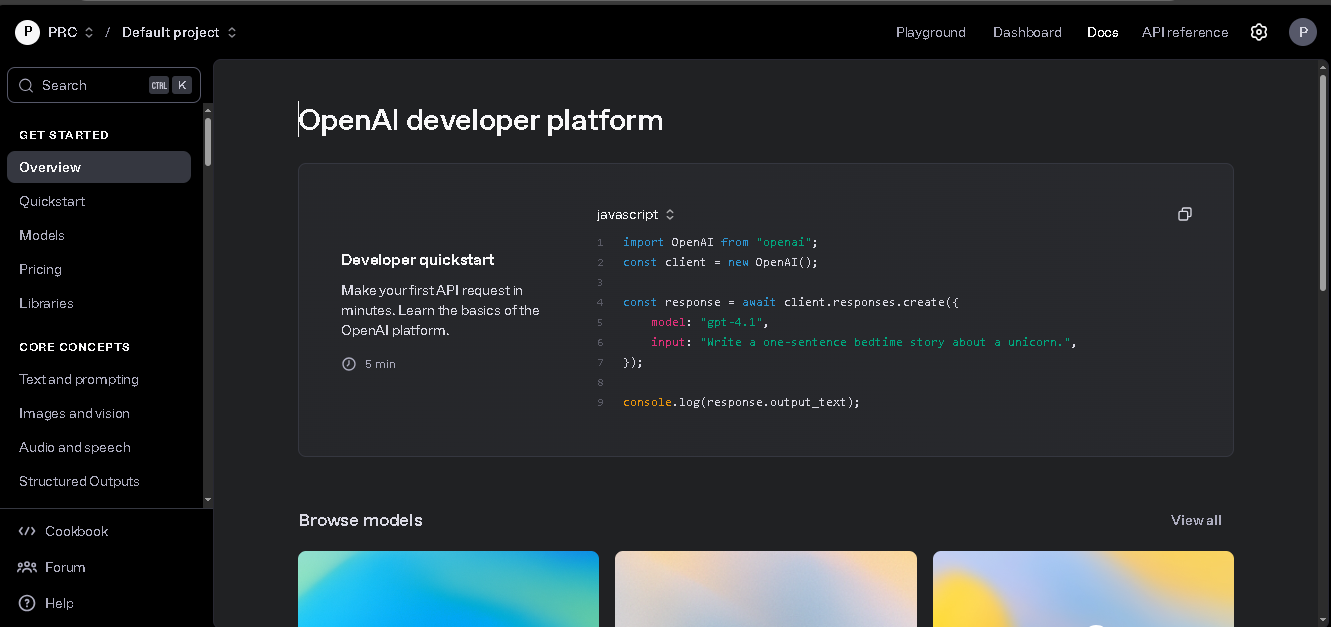 P PRC / Default project Playground Dashboard Docs API reference P
Search CTRL K
GET STARTED
Overview
Quickstart
Models
Pricing
Libraries
CORE CONCEPTS
Text and prompting
Images and vision
Audio and speech
Structured Outputs
Cookbook
Forum
Help
OpenAI developer platform
Developer quickstart
Make your first API request in
minutes. Learn the basics of the
OpenAI platform.
5 min
javascript
1 import OpenAI from "openai";
2 const client = new OpenAI();
3
4 const response = await client.responses.create({
5     model: "gpt-4.1",
6     input: "Write a one-sentence bedtime story about a unicorn.",
7 });
8
9 console.log(response.output_text);
Browse models View all